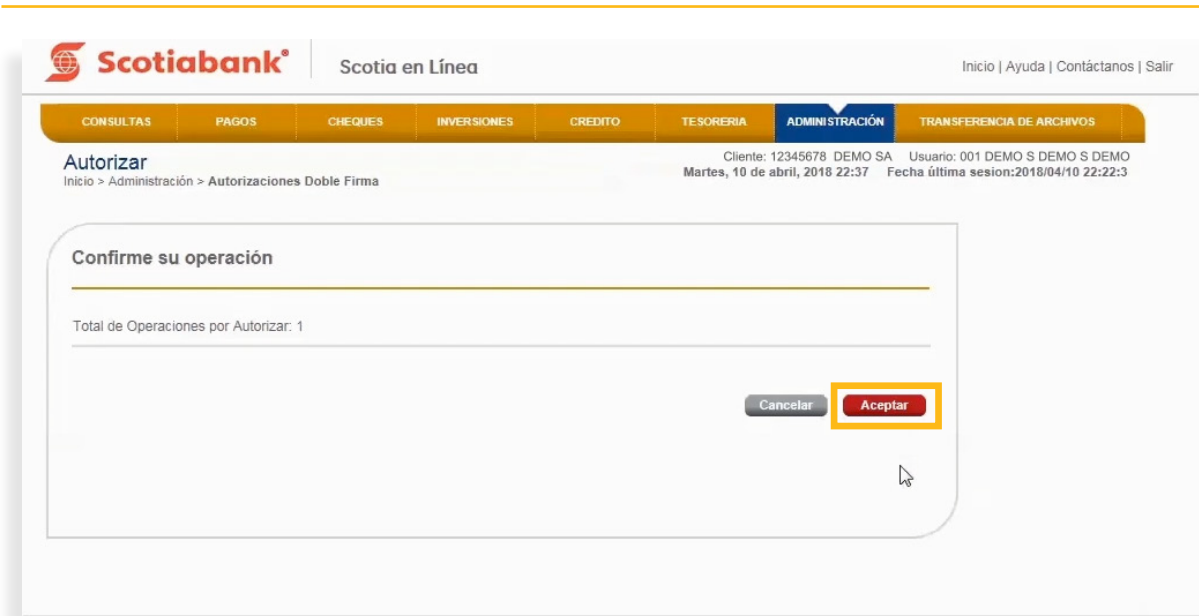 Scotiabank® Scotia en Línea Inicio | Ayuda | Contáctanos | Salir
CONSULTAS PAGOS CHEQUES INVERSIONES CREDITO TESORERIA ADMINISTRACIÓN TRANSFERENCIA DE ARCHIVOS
Autorizar Cliente: 12345678 DEMO SA Usuario: 001 DEMO S DEMO S DEMO
Inicio > Administración > Autorizaciones Doble Firma Martes, 10 de abril, 2018 22:37 Fecha última sesion:2018/04/10 22:22:3
Confirme su operación
Total de Operaciones por Autorizar: 1
Cancelar Aceptar